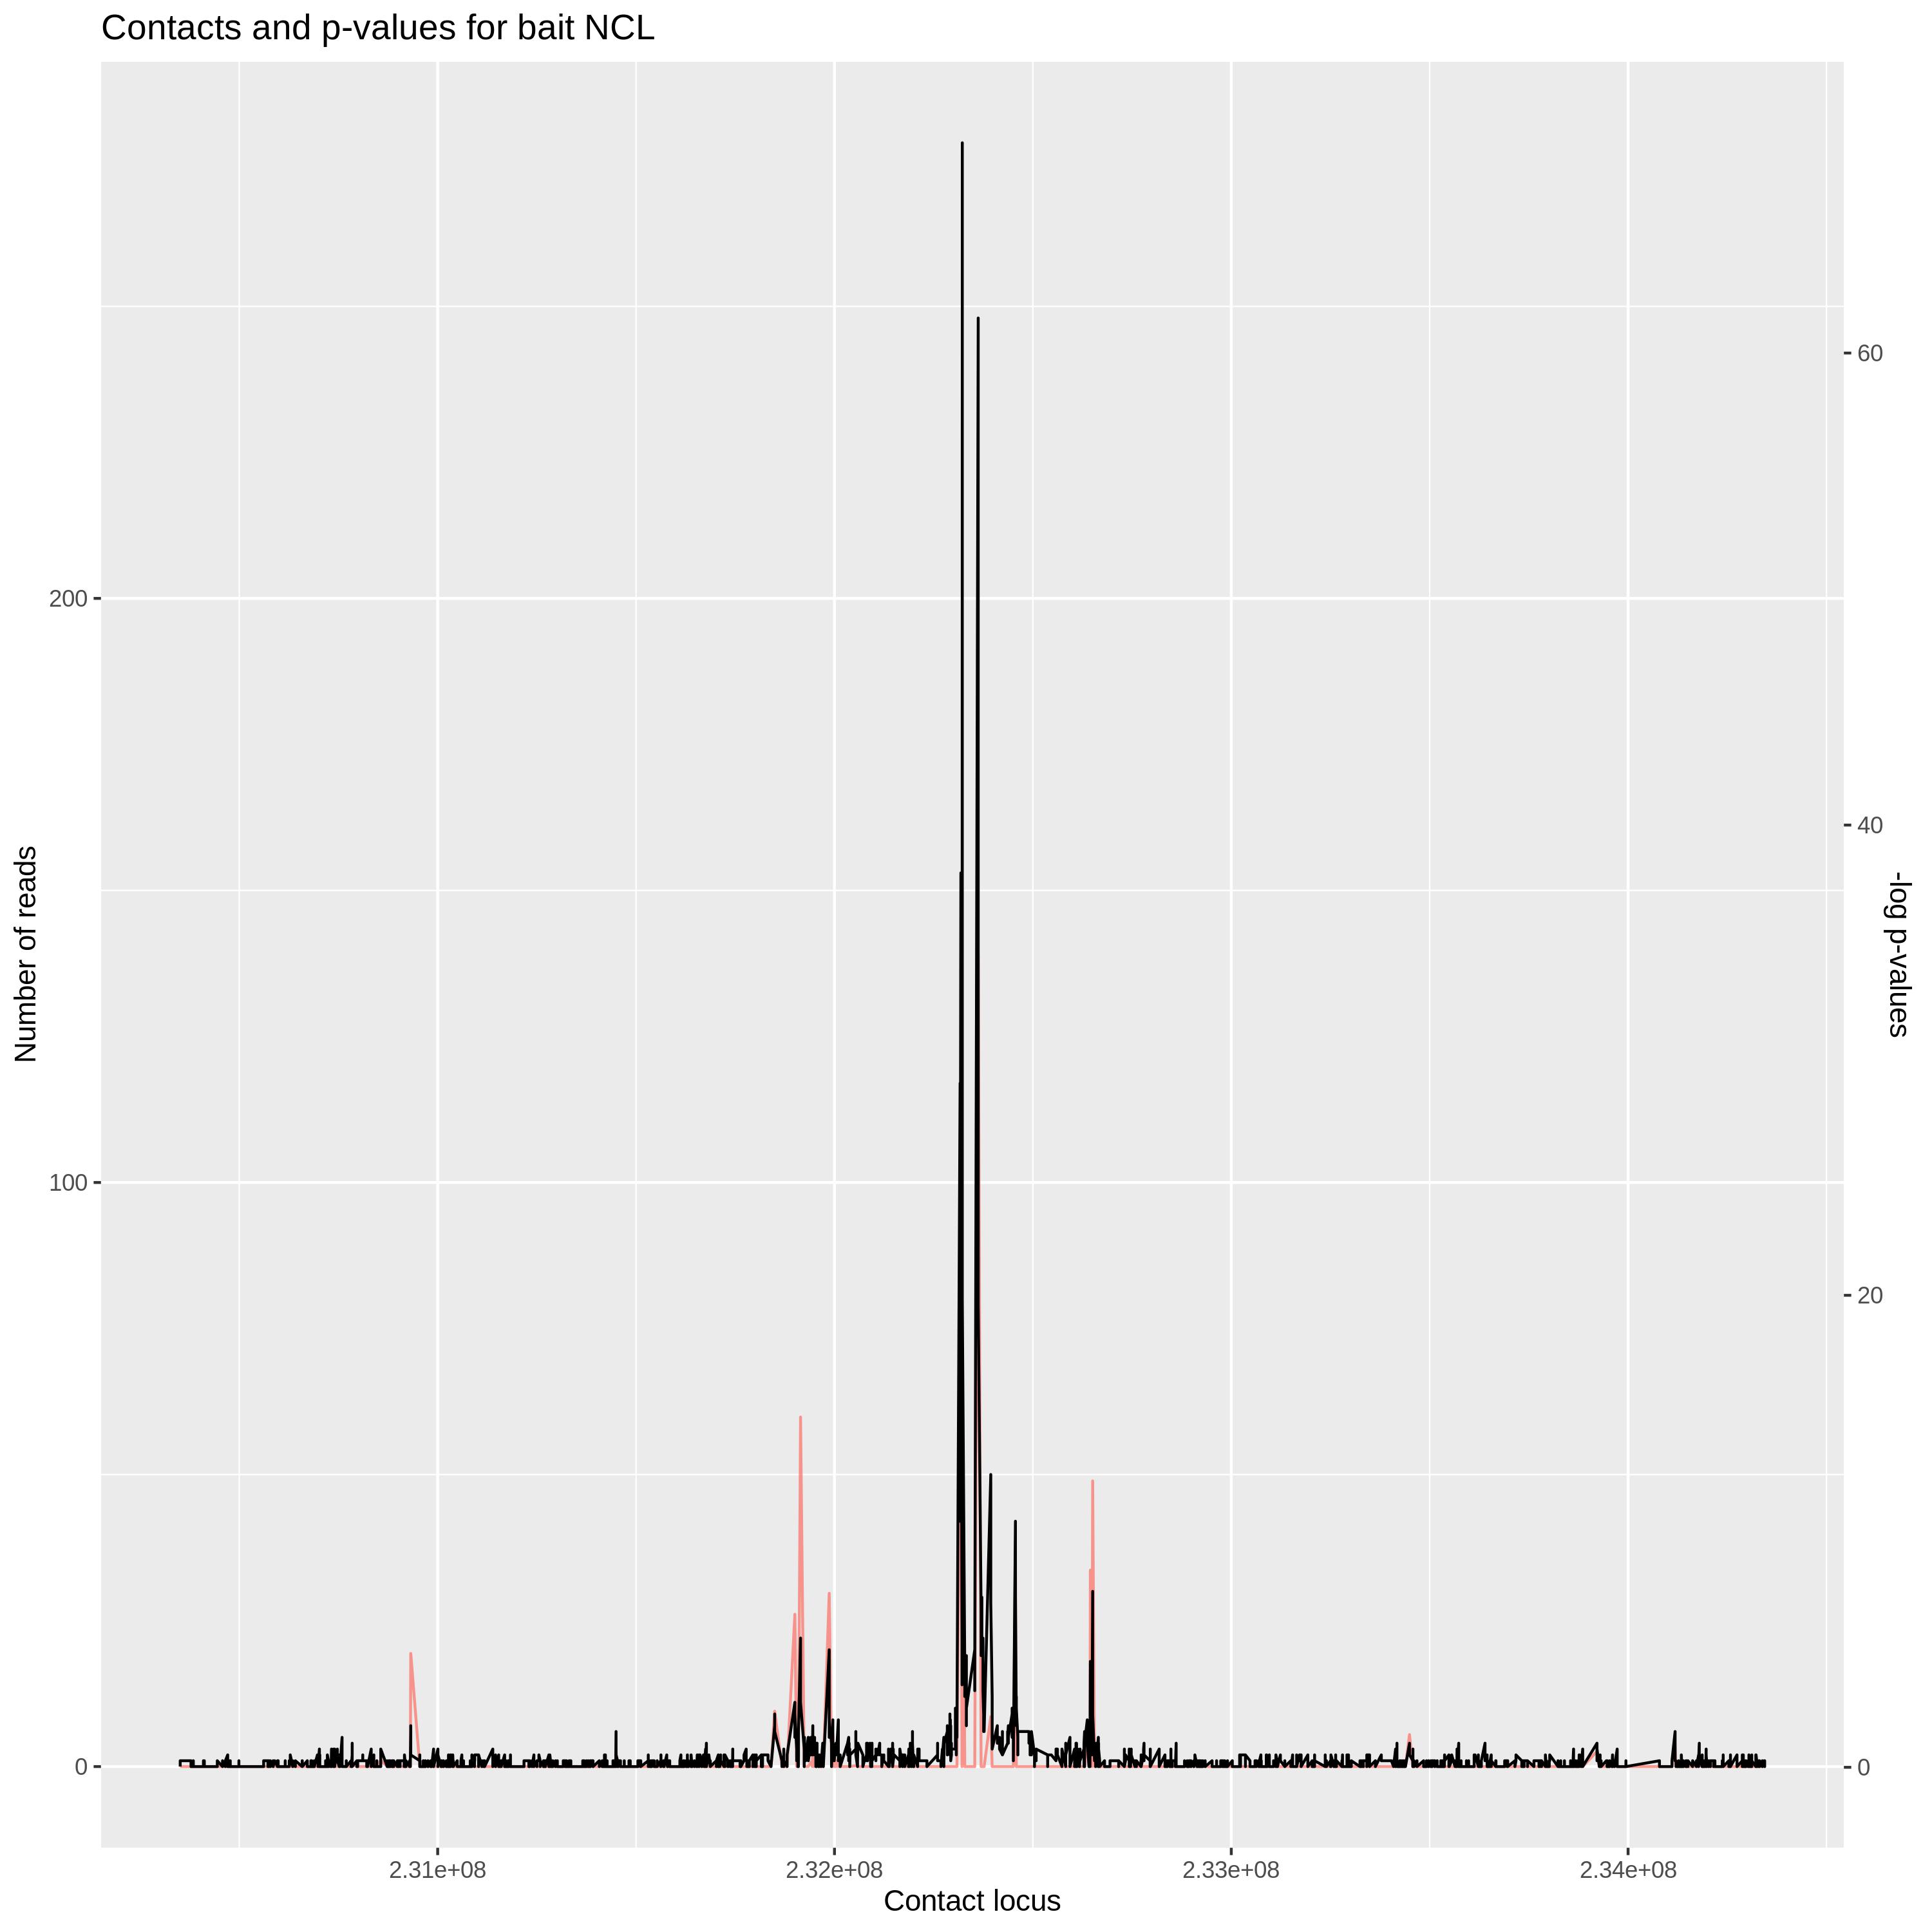 Contacts and p-values for bait NCL
Number of reads
200
100
0
60
40
20
0
-log p-values
2.31e+08
2.32e+08
2.33e+08
2.34e+08
Contact locus